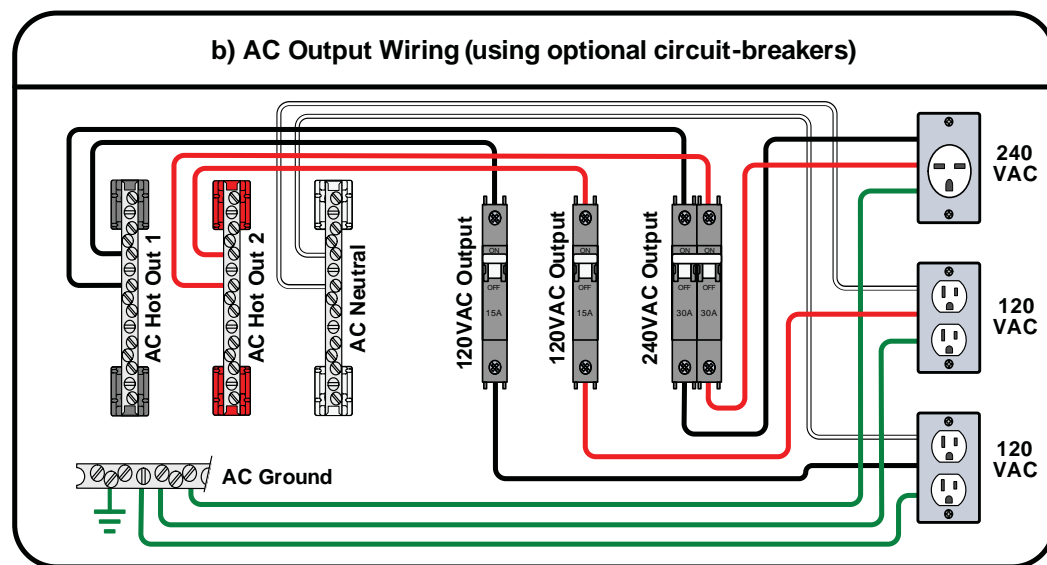 b) AC Output Wiring (using optional circuit-breakers)
AC Hot Out 1
AC Hot Out 2
AC Neutral
120VAC Output
ON
OFF
15A
120VAC Output
ON
OFF
15A
240VAC Output
ON
ON
OFF
OFF
30A
30A
240
VAC
120
VAC
120
VAC
AC Ground